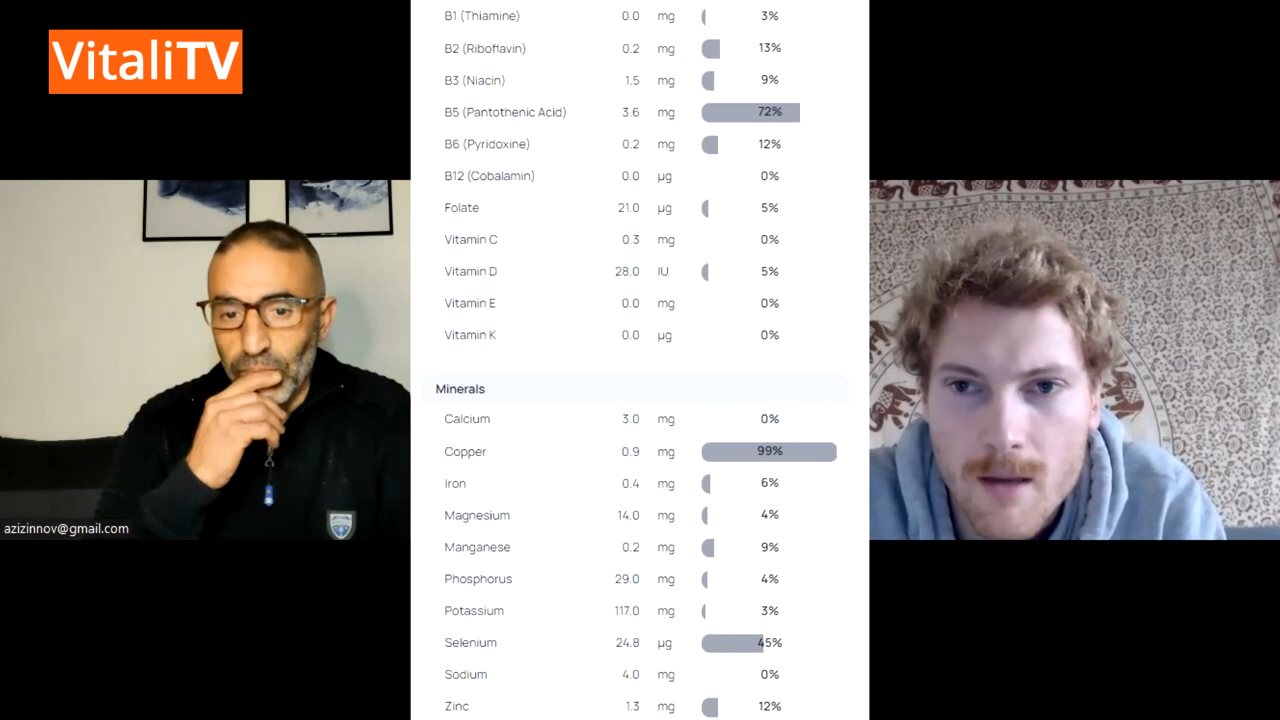 VitaliTV
B1 (Thiamine) 0.0 mg 3%
B2 (Riboflavin) 0.2 mg 13%
B3 (Niacin) 1.5 mg 9%
B5 (Pantothenic Acid) 3.6 mg 72%
B6 (Pyridoxine) 0.2 mg 12%
B12 (Cobalamin) 0.0 µg 0%
Folate 21.0 µg 5%
Vitamin C 0.3 mg 0%
Vitamin D 28.0 IU 5%
Vitamin E 0.0 mg 0%
Vitamin K 0.0 µg 0%
Minerals
Calcium 3.0 mg 0%
Copper 0.9 mg 99%
Iron 0.4 mg 6%
Magnesium 14.0 mg 4%
Manganese 0.2 mg 9%
Phosphorus 29.0 mg 4%
Potassium 117.0 mg 3%
Selenium 24.8 µg 45%
Sodium 4.0 mg 0%
Zinc 1.3 mg 12%
azizinnov@gmail.com